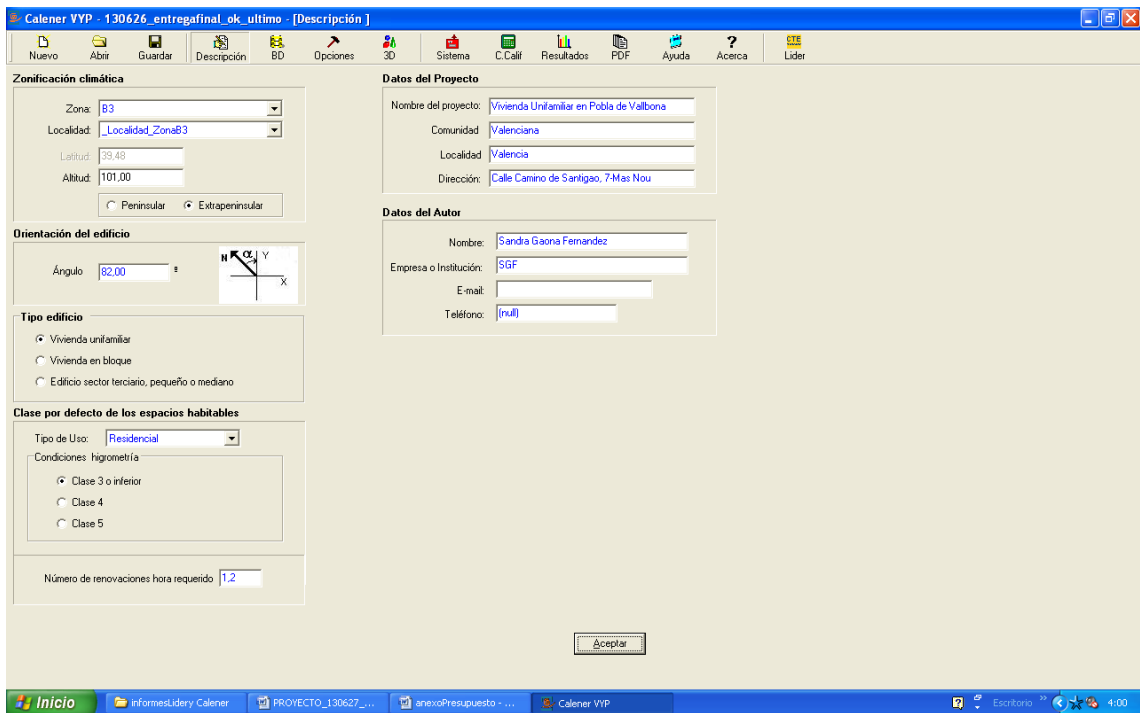 Calener VYP - 130626_entregafinal_ok_ultimo - [Descripción ]
Nuevo Abrir Guardar Descripción BD Opciones 3D Sistema C.Calif Resultados PDF Ayuda Acerca CTE Lider
Zonificación climática
Zona: B3
Localidad: _Localidad_ZonaB3
Latitud: 39,48
Altitud: 101,00
Peninsular Extrapeninsular
Orientación del edificio
Ángulo 82,00 º
N α Y
X
Tipo edificio
Vivienda unifamiliar
Vivienda en bloque
Edificio sector terciario, pequeño o mediano
Clase por defecto de los espacios habitables
Tipo de Uso: Residencial
Condiciones higrometría
Clase 3 o inferior
Clase 4
Clase 5
Número de renovaciones hora requerido 1,2
Datos del Proyecto
Nombre del proyecto: Vivienda Unifamiliar en Pobla de Vallbona
Comunidad Valenciana
Localidad Valencia
Dirección: Calle Camino de Santigao, 7-Mas Nou
Datos del Autor
Nombre: Sandra Gaona Fernandez
Empresa o Institución: SGF
E-mail:
Teléfono: (null)
Aceptar
Inicio informesLidery Calener PROYECTO_130627_... anexoPresupuesto - ... Calener VYP Escritorio » 4:00